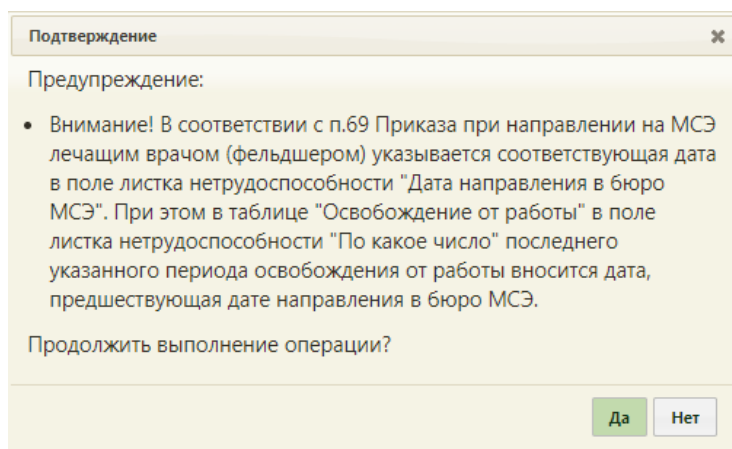 Подтверждение
Предупреждение:
• Внимание! В соответствии с п.69 Приказа при направлении на МСЭ
лечащим врачом (фельдшером) указывается соответствующая дата
в поле листка нетрудоспособности "Дата направления в бюро
МСЭ". При этом в таблице "Освобождение от работы" в поле
листка нетрудоспособности "По какое число" последнего
указанного периода освобождения от работы вносится дата,
предшествующая дате направления в бюро МСЭ.
Продолжить выполнение операции?
Да Нет